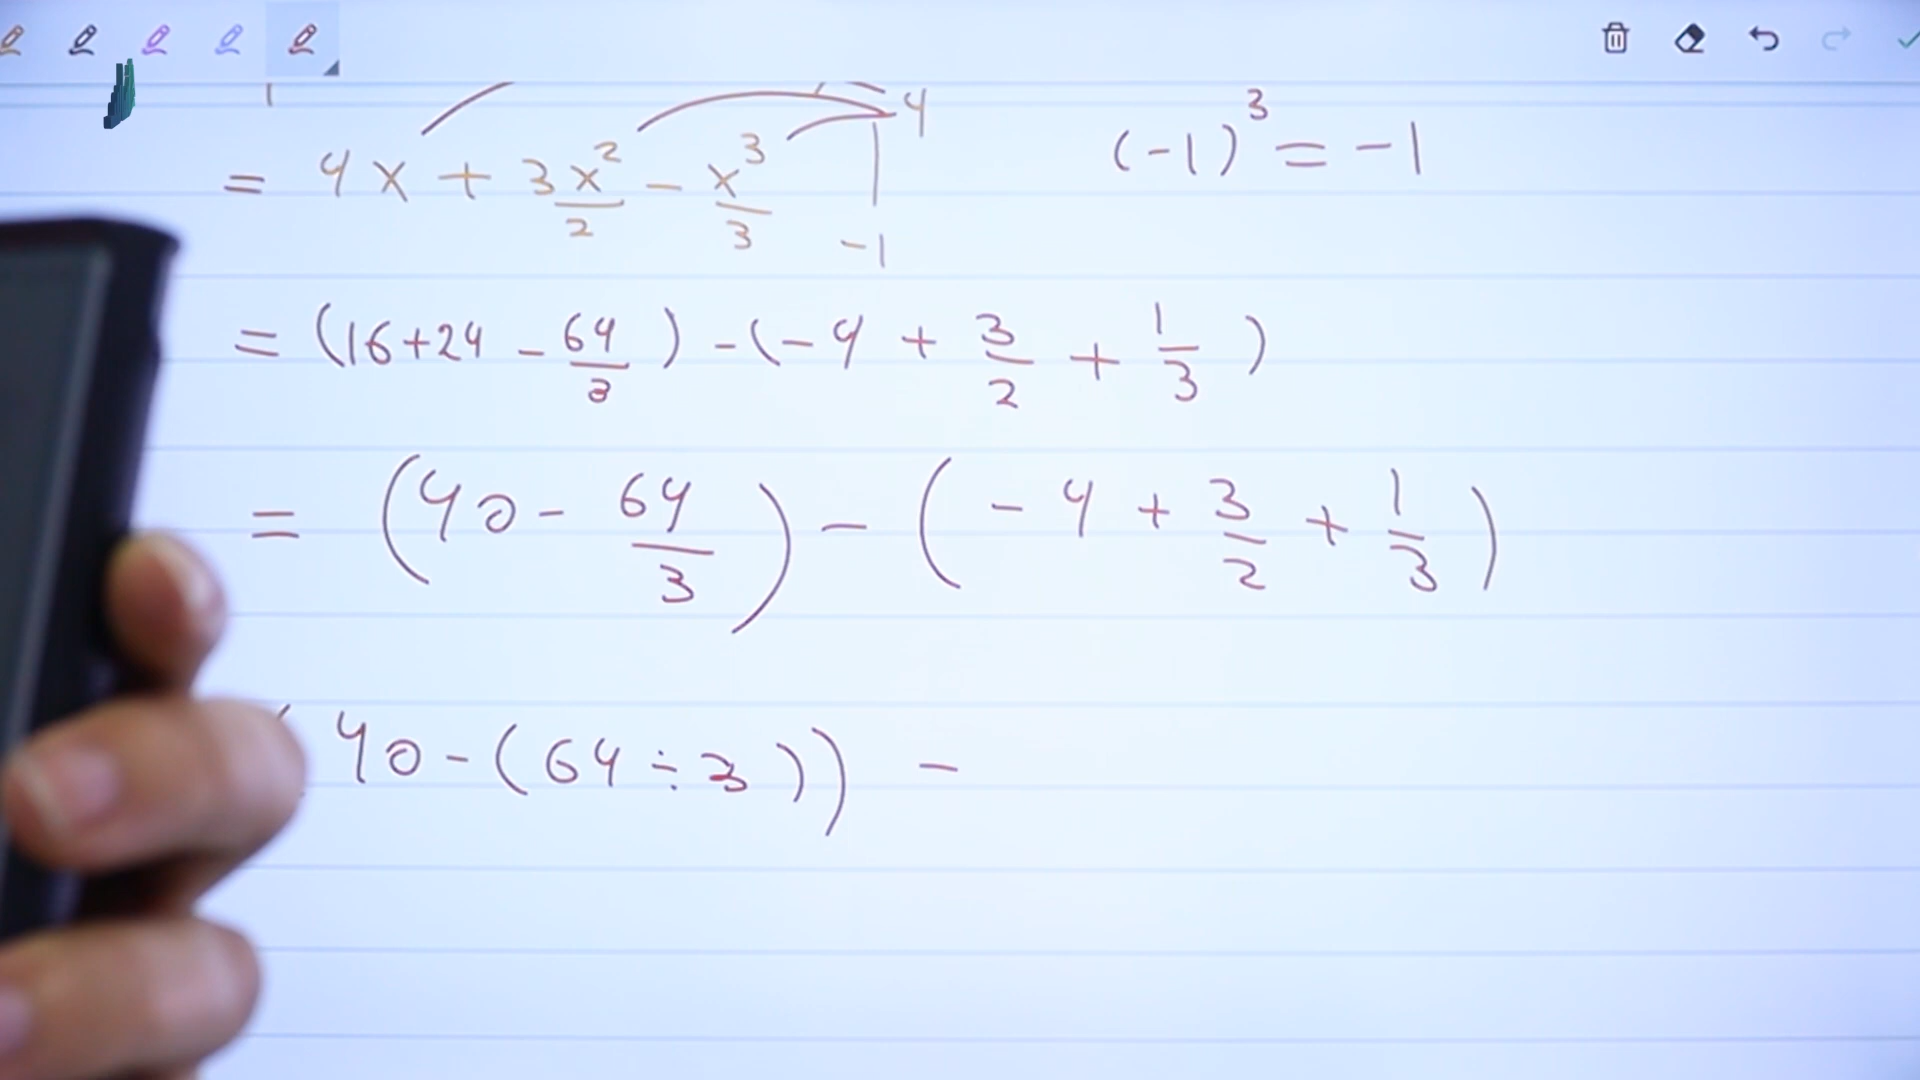 = 4x + 3x²/2 - x³/3 | 4 -1
(-1)³ = -1
= (16+24 - 64/3) - (-4 + 3/2 + 1/3)
= (40 - 64/3) - (-4 + 3/2 + 1/3)
(40 - (64 ÷ 3)) -